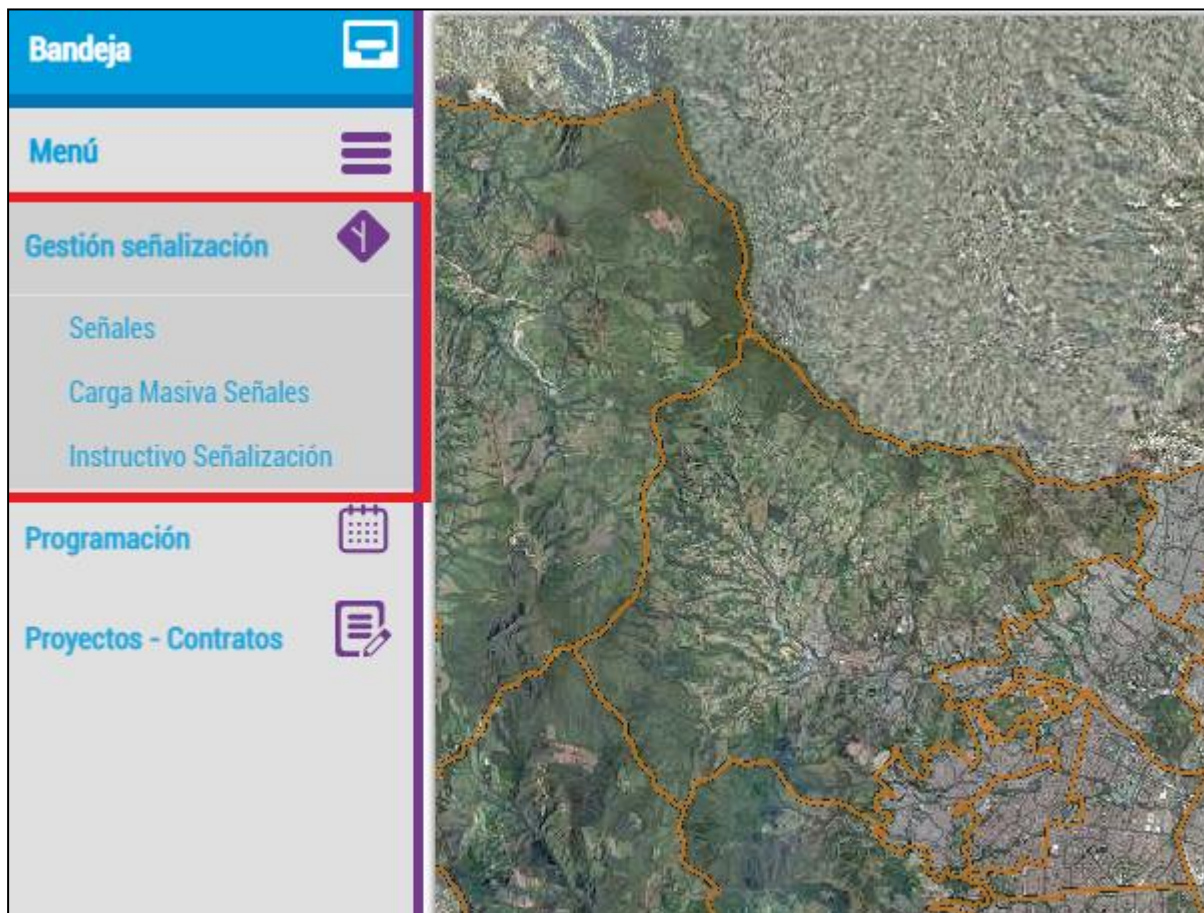 Bandeja
Menú
Gestión señalización
Señales
Carga Masiva Señales
Instructivo Señalización
Programación
Proyectos - Contratos